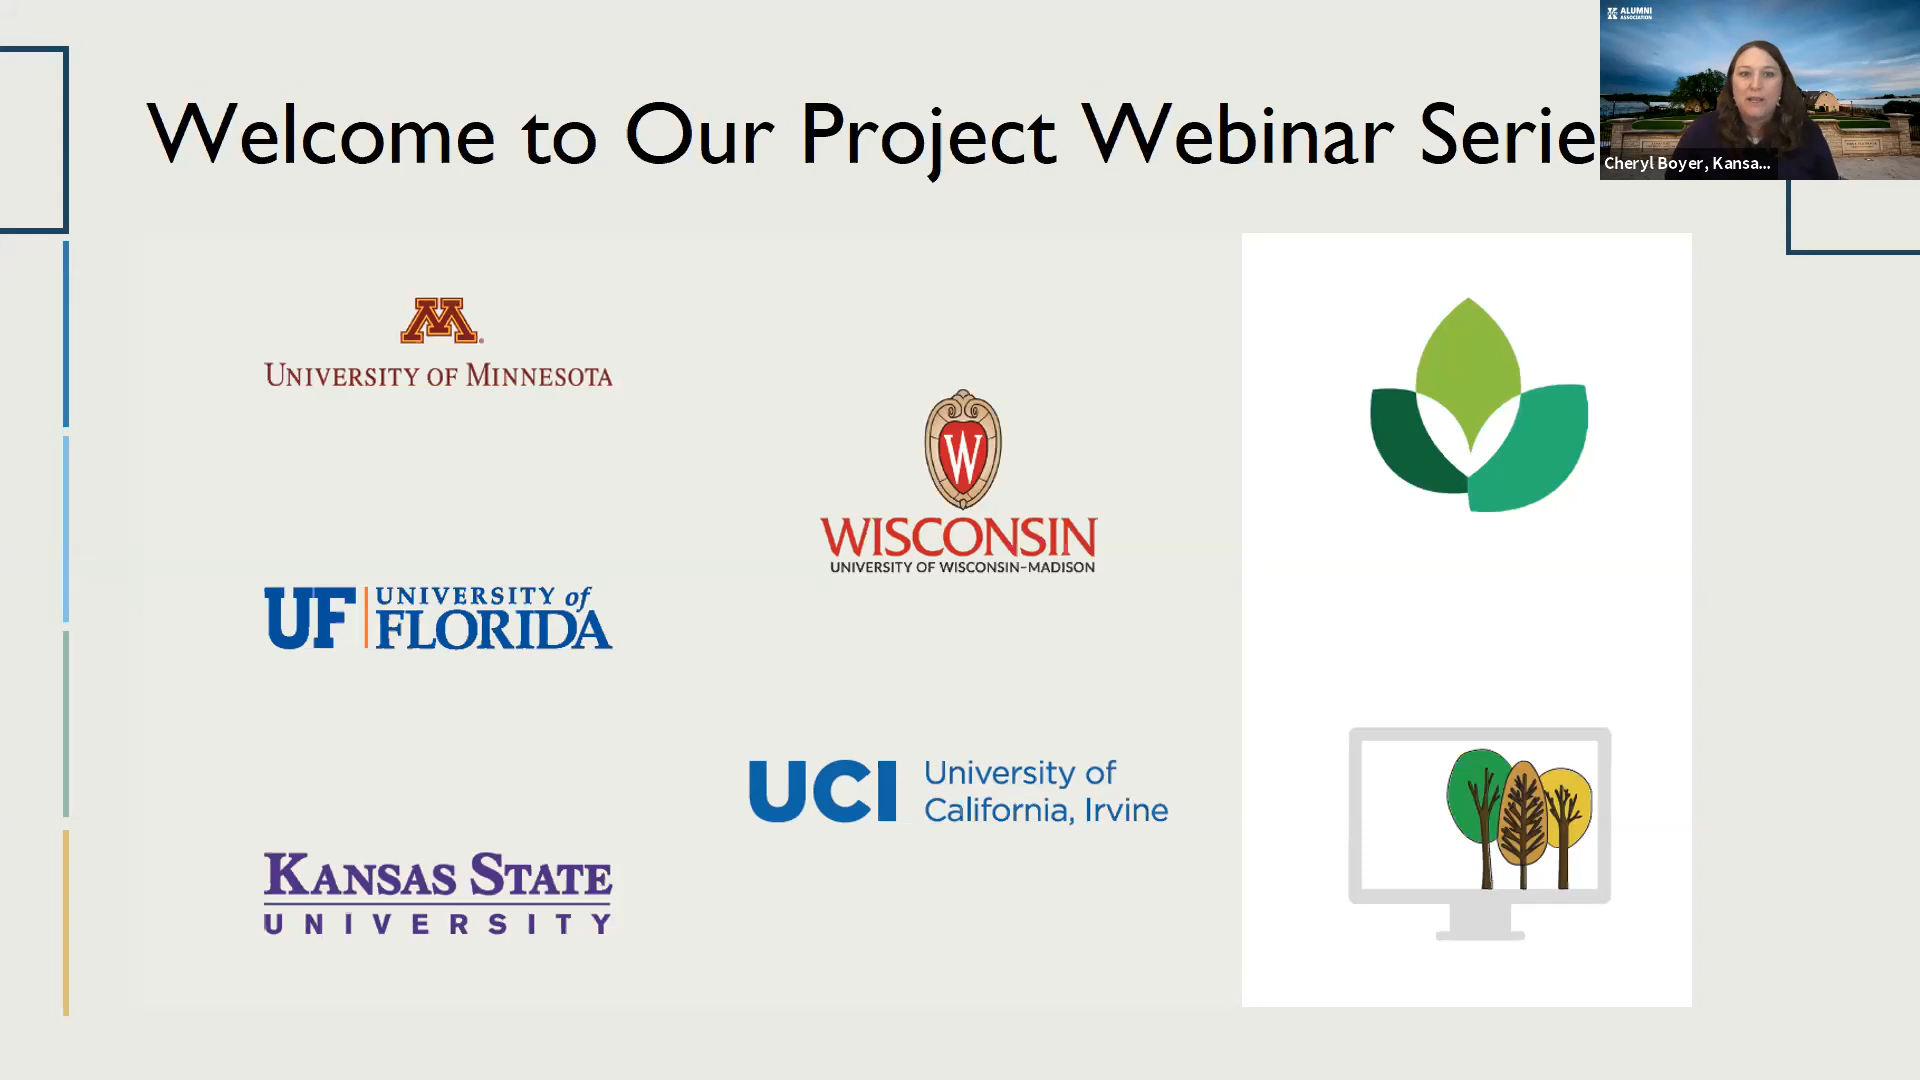 ALUMNI
ASSOCIATION
Welcome to Our Project Webinar Serie
Cheryl Boyer, Kansa...
M
UNIVERSITY OF MINNESOTA
W
WISCONSIN
UNIVERSITY OF WISCONSIN–MADISON
UF UNIVERSITY of
FLORIDA
UCI University of
California, Irvine
KANSAS STATE
UNIVERSITY